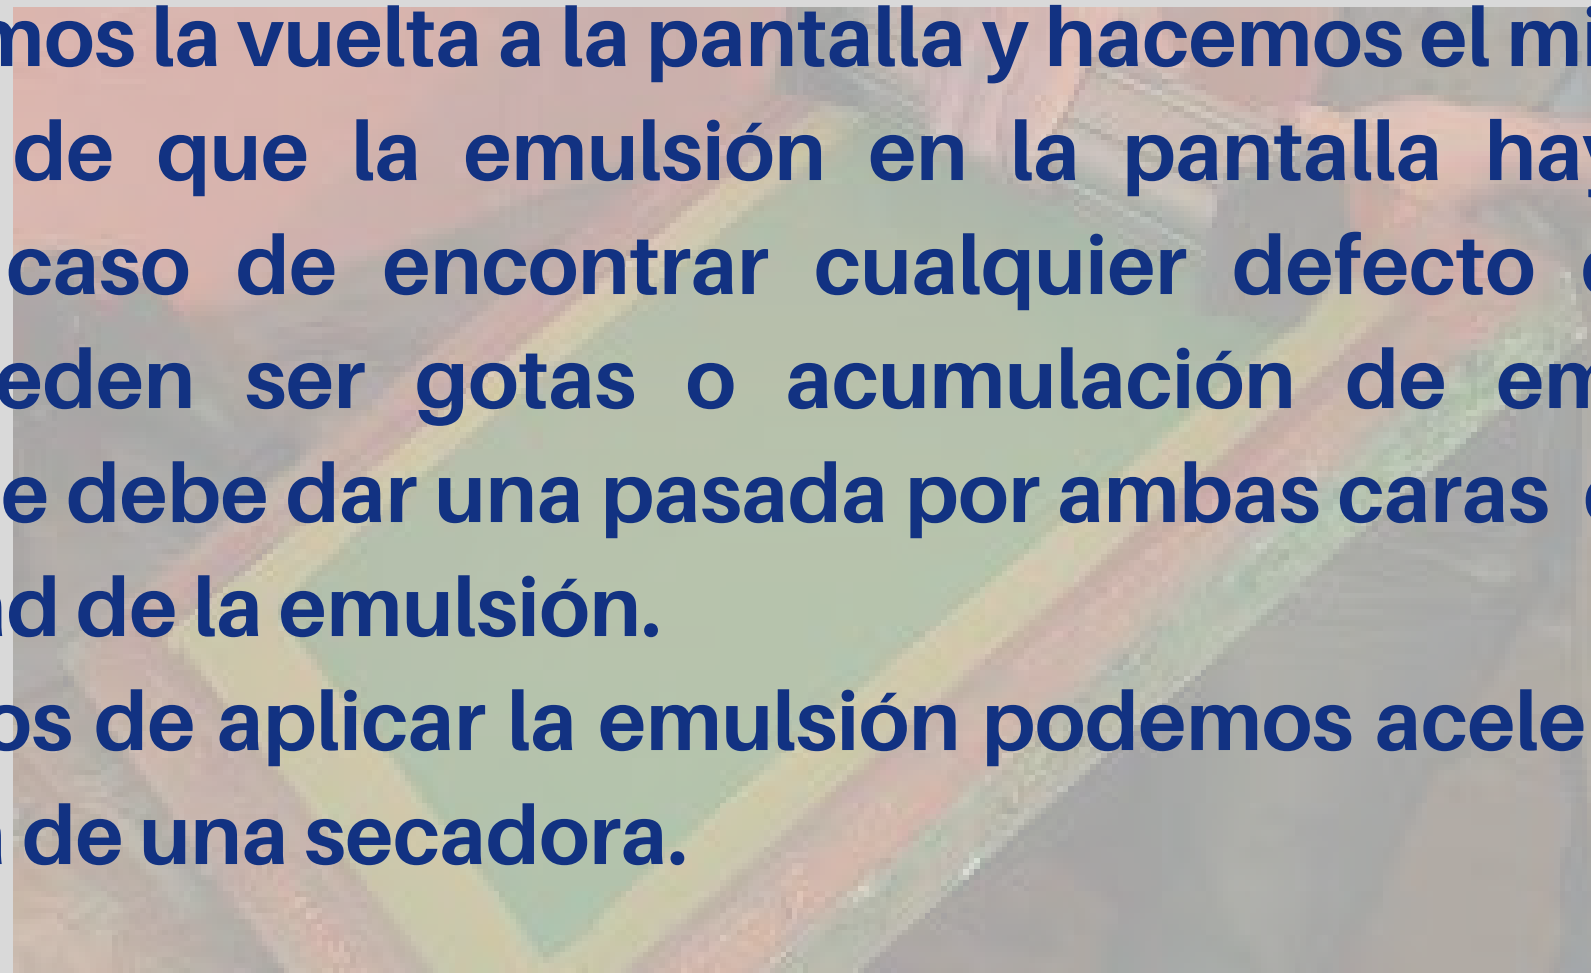 mos la vuelta a la pantalla y hacemos el mi
de que la emulsión en la pantalla hay
caso de encontrar cualquier defecto
eden ser gotas o acumulación de em
e debe dar una pasada por ambas caras
d de la emulsión.
os de aplicar la emulsión podemos acele
de una secadora.